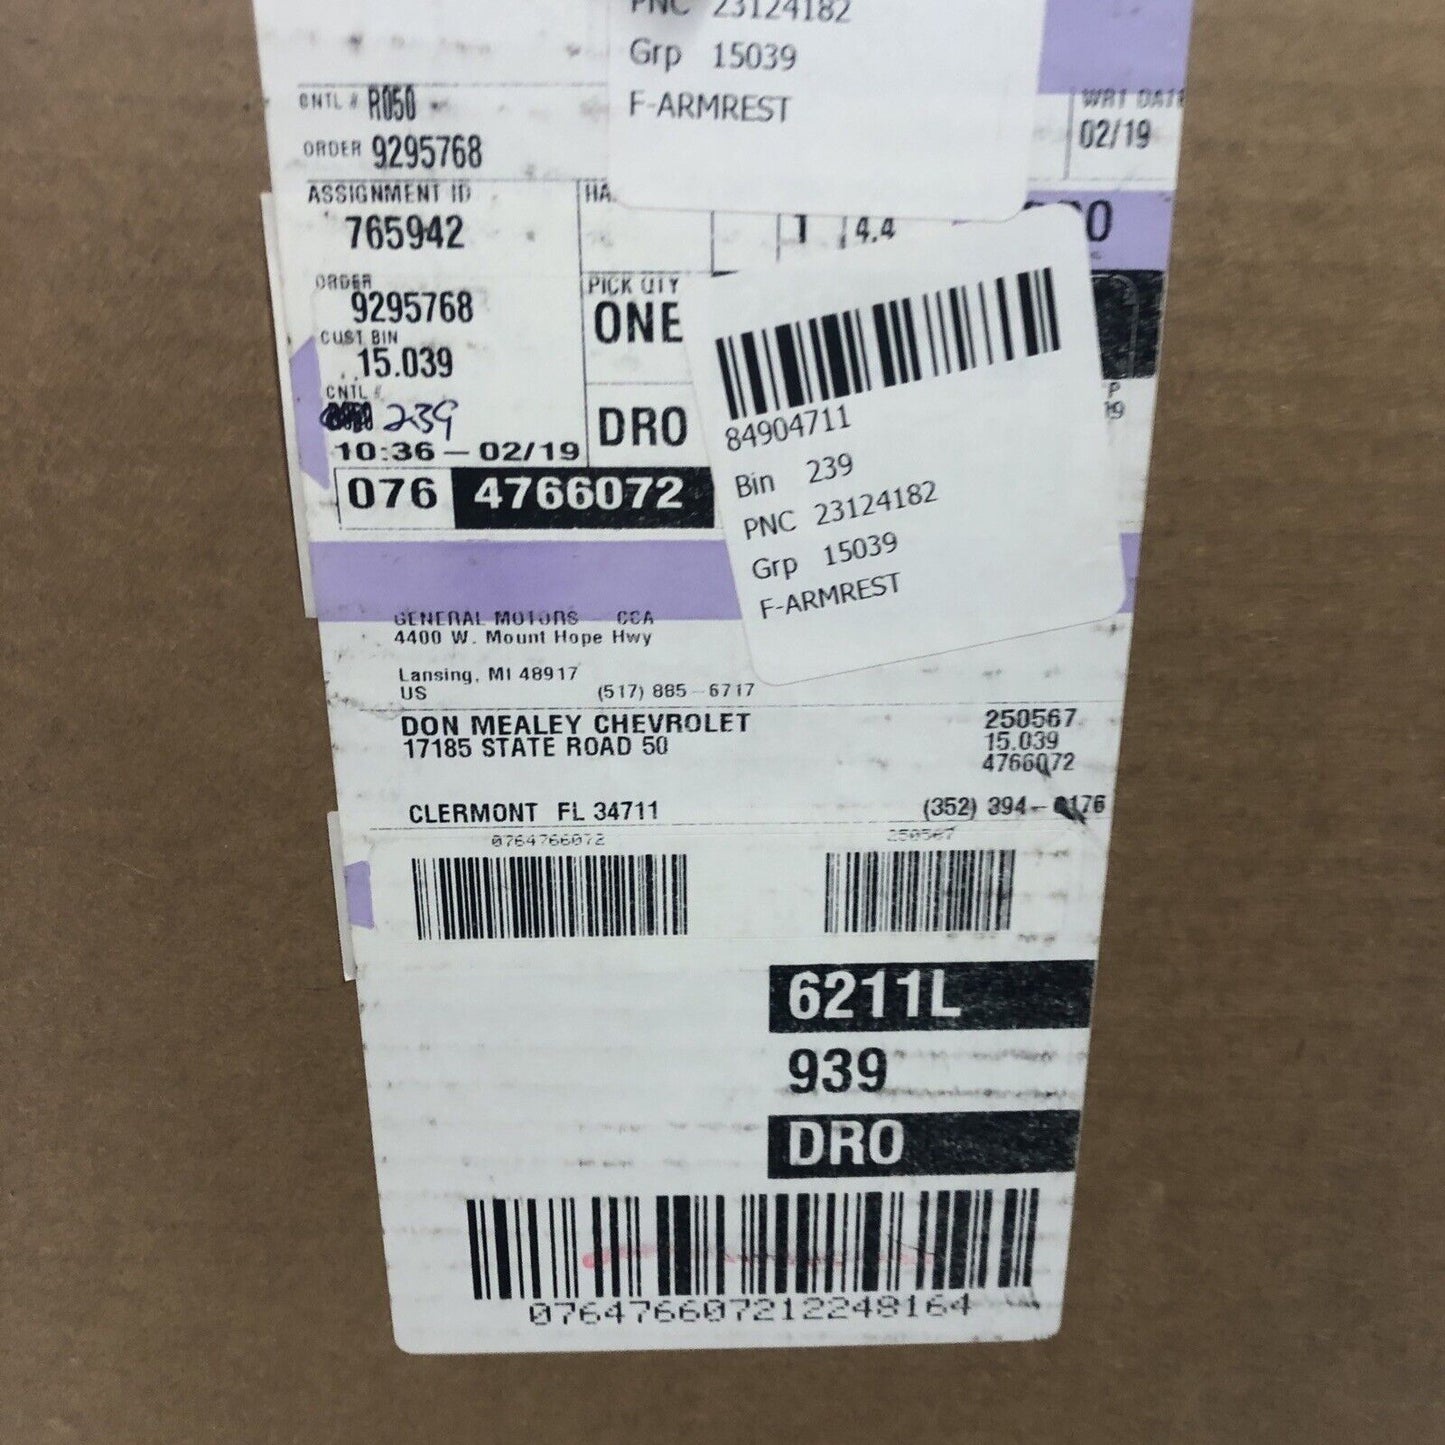 PNC 23124182
Grp 15039
F-ARMREST
CNTL # R050
WRT DATE
02/19
ORDER 9295768
ASSIGNMENT ID
765942
1 4.4
ORDER
9295768
PICK QTY
ONE
CUST BIN
15.039
CNTL #
239
DRO
10:36 - 02/19
076 4766072
84904711
Bin 239
PNC 23124182
Grp 15039
F-ARMREST
GENERAL MOTORS CCA
4400 W. Mount Hope Hwy
Lansing, MI 48917
US (517) 885-6717
DON MEALEY CHEVROLET 250567
17185 STATE ROAD 50 15.039
4766072
CLERMONT FL 34711 (352) 394-0176
0764766072 250567
6211L
939
DRO
076476607212248164